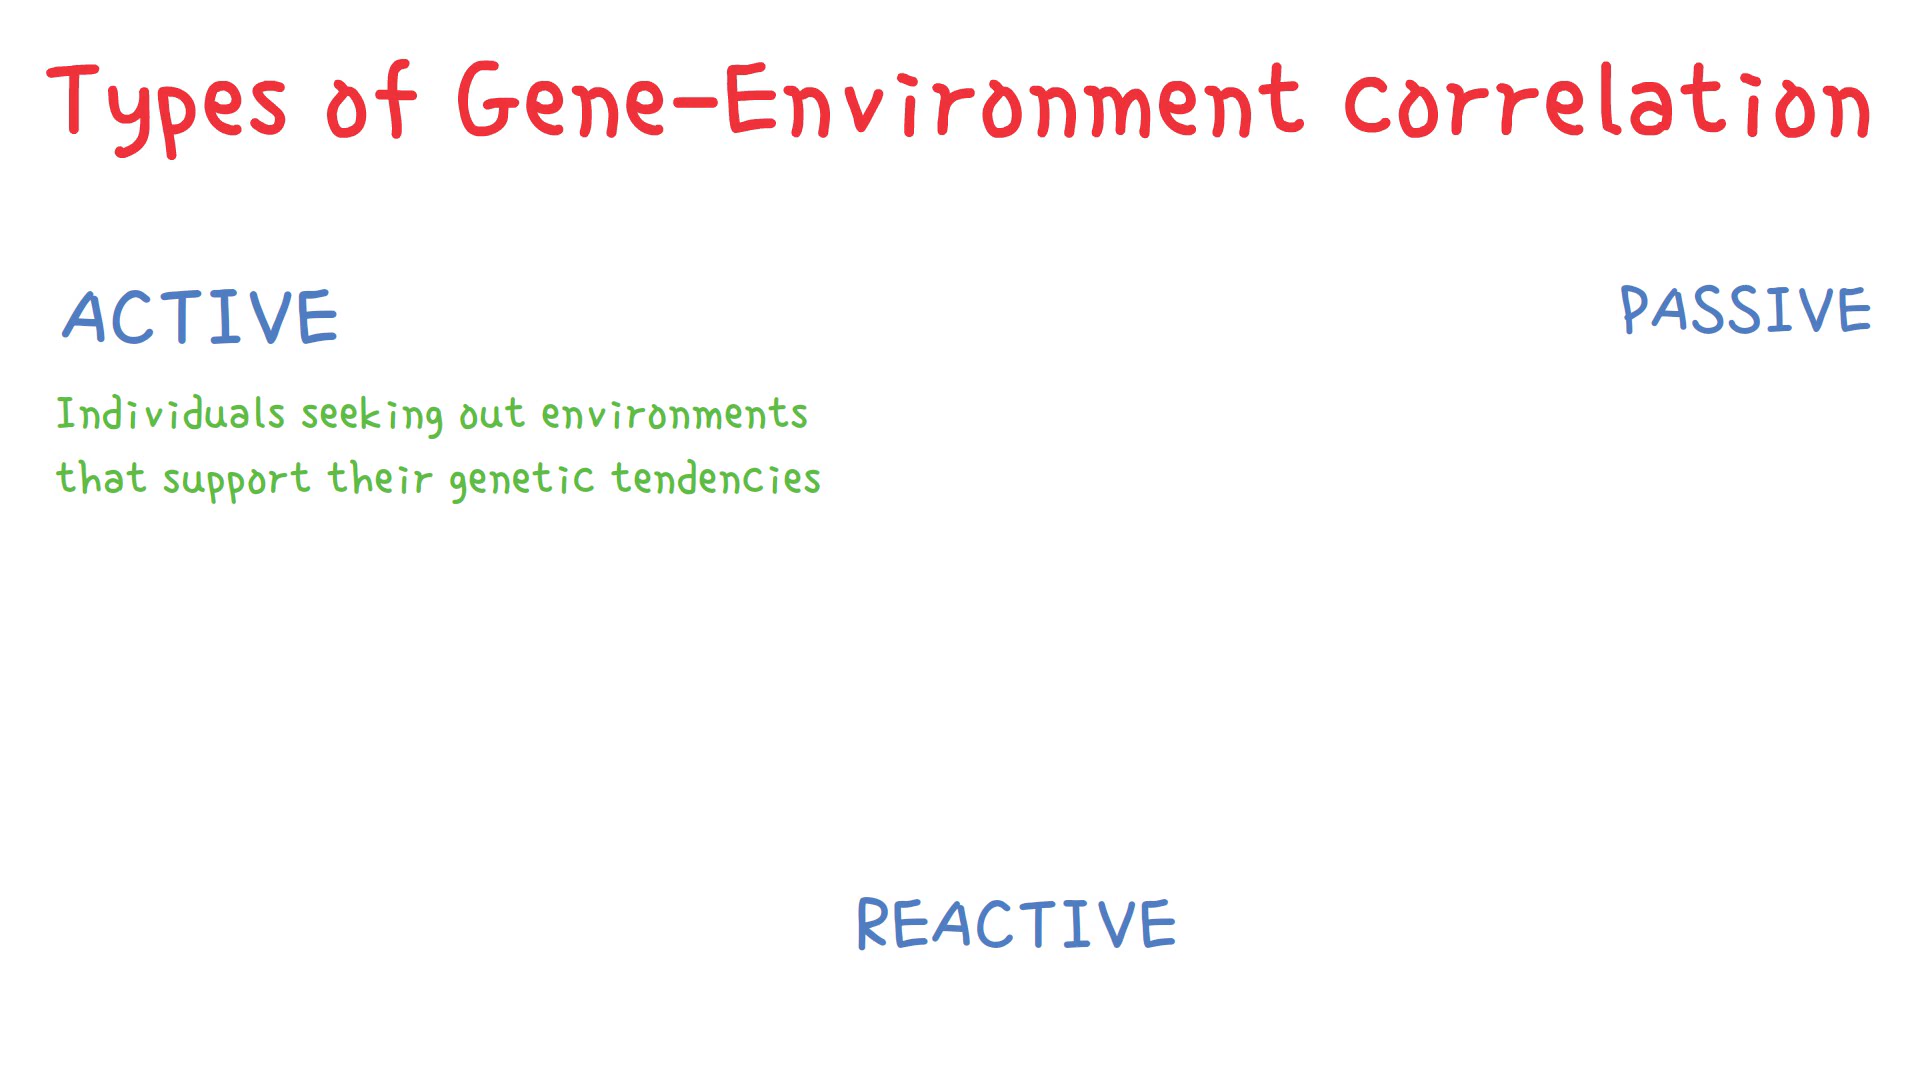 Types of Gene-Environment correlation
ACTIVE
PASSIVE
Individuals seeking out environments
that support their genetic tendencies
REACTIVE